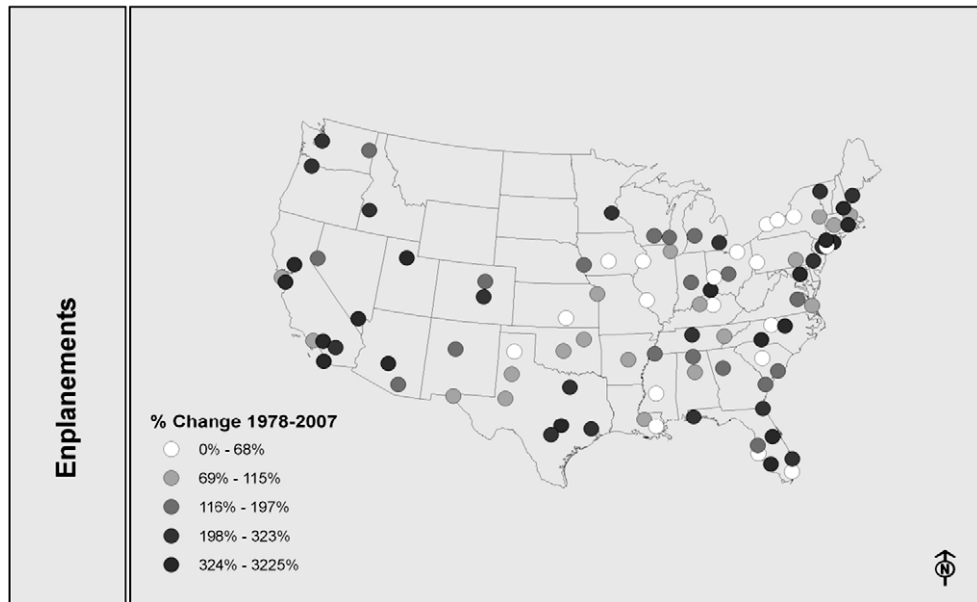 Enplanements
% Change 1978-2007
0% - 68%
69% - 115%
116% - 197%
198% - 323%
324% - 3225%
N